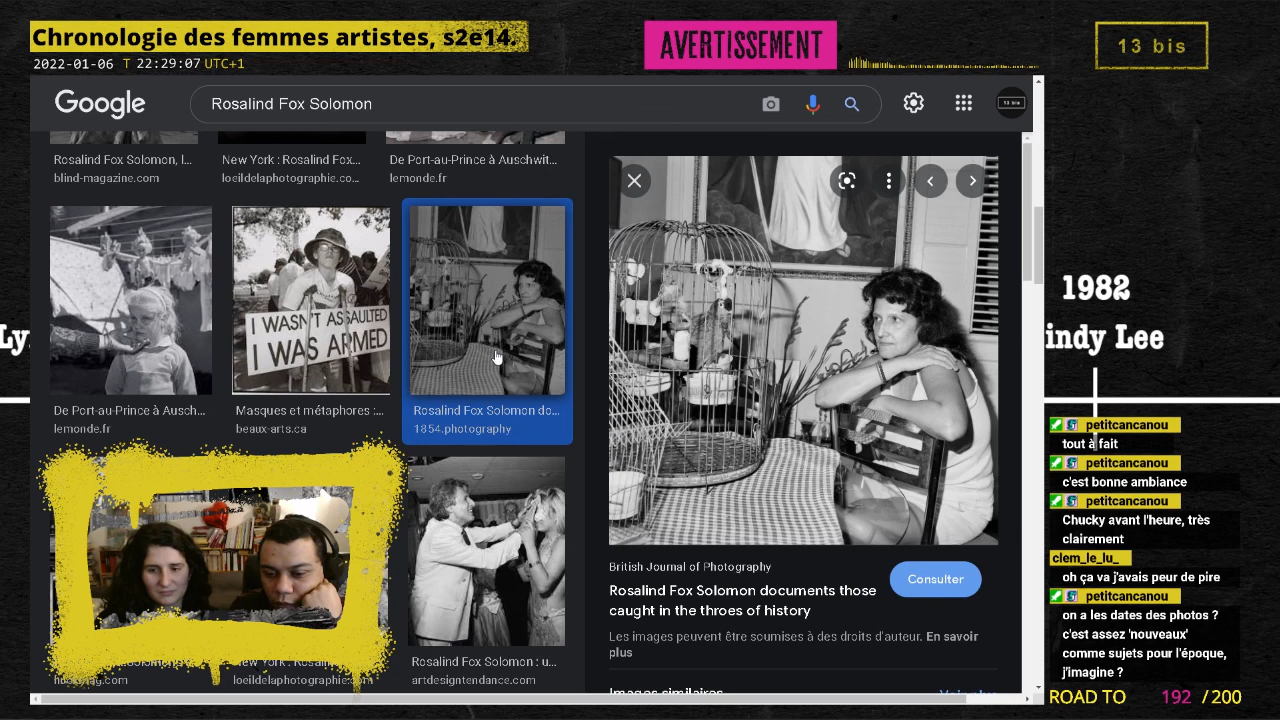 Chronologie des femmes artistes, s2e14.
2022-01-06 T 22:29:07 UTC+1
AVERTISSEMENT
13 bis
Google
Rosalind Fox Solomon
13 bis
Rosalind Fox Solomon, l...
blind-magazine.com
New York : Rosalind Fox...
loeildelaphotographie.co...
De Port-au-Prince à Auschwit...
lemonde.fr
I WASN'T ASSAULTED
I WAS ARMED
De Port-au-Prince à Ausch...
lemonde.fr
Masques et métaphores :...
beaux-arts.ca
Rosalind Fox Solomon do...
1854.photography
Rosalind Fox Solomon : u...
artdesigntendance.com
loeildelaphotographie.com
British Journal of Photography
Rosalind Fox Solomon documents those
caught in the throes of history
Consulter
Les images peuvent être soumises à des droits d'auteur. En savoir
plus
Images similaires
1982
indy Lee
Ly
petitcancanou
tout à fait
petitcancanou
c'est bonne ambiance
petitcancanou
Chucky avant l'heure, très
clairement
clem_le_lu_
oh ça va j'avais peur de pire
petitcancanou
on a les dates des photos ?
c'est assez 'nouveaux'
comme sujets pour l'époque,
j'imagine ?
ROAD TO 192 / 200